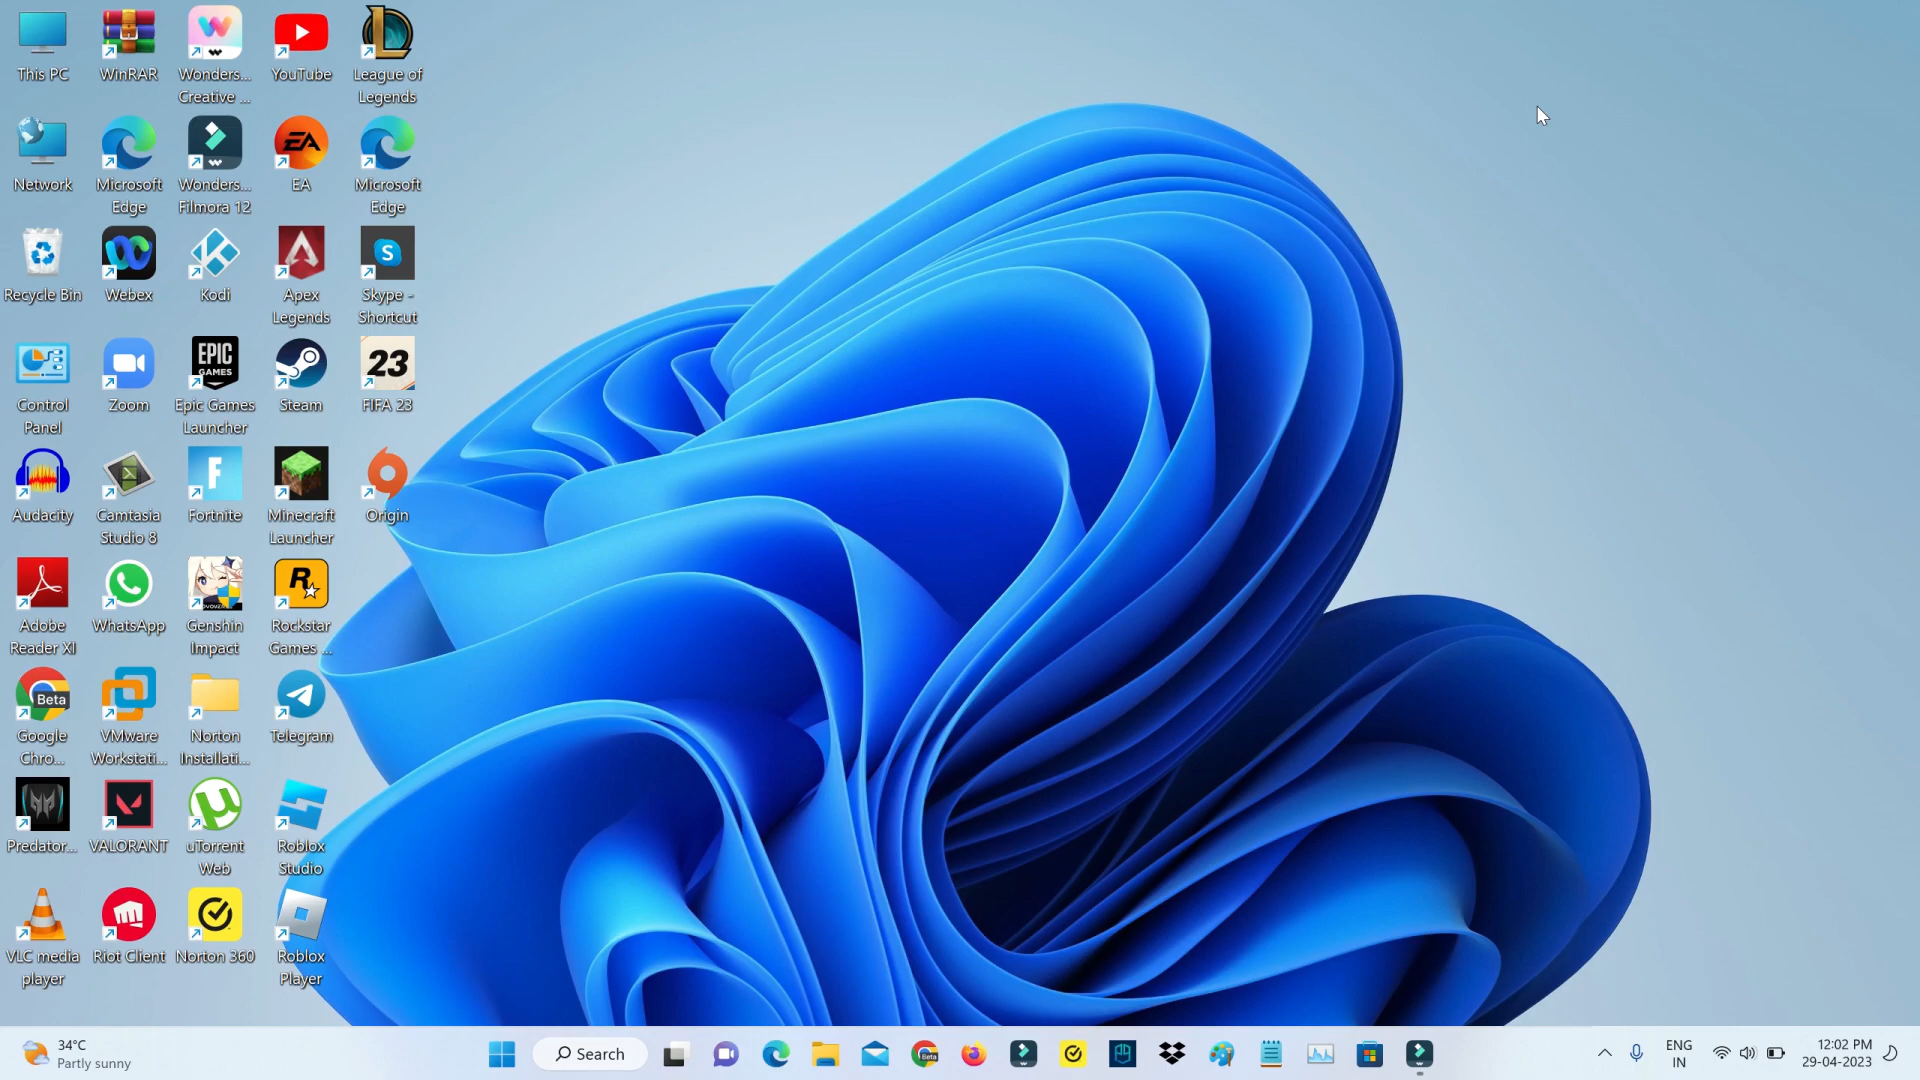 This PC
WinRAR
Wonders...
Creative ...
YouTube
League of
Legends
Network
Microsoft
Edge
Wonders...
Filmora 12
EA
EA
Microsoft
Edge
Recycle Bin
Webex
Kodi
Apex
Legends
S
Skype -
Shortcut
Control
Panel
Zoom
EPIC
GAMES
Epic Games
Launcher
Steam
23
FIFA 23
Audacity
Camtasia
Studio 8
F
Fortnite
Minecraft
Launcher
Origin
Adobe
Reader XI
WhatsApp
Genshin
Impact
R
Rockstar
Games ...
Beta
Google
Chro...
VMware
Workstati...
Norton
Installati...
Telegram
Predator...
VALORANT
µ
uTorrent
Web
Roblox
Studio
VLC media
player
Riot Client
Norton 360
Roblox
Player
34°C
Partly sunny
Search
Beta
ENG
IN
12:02 PM
29-04-2023